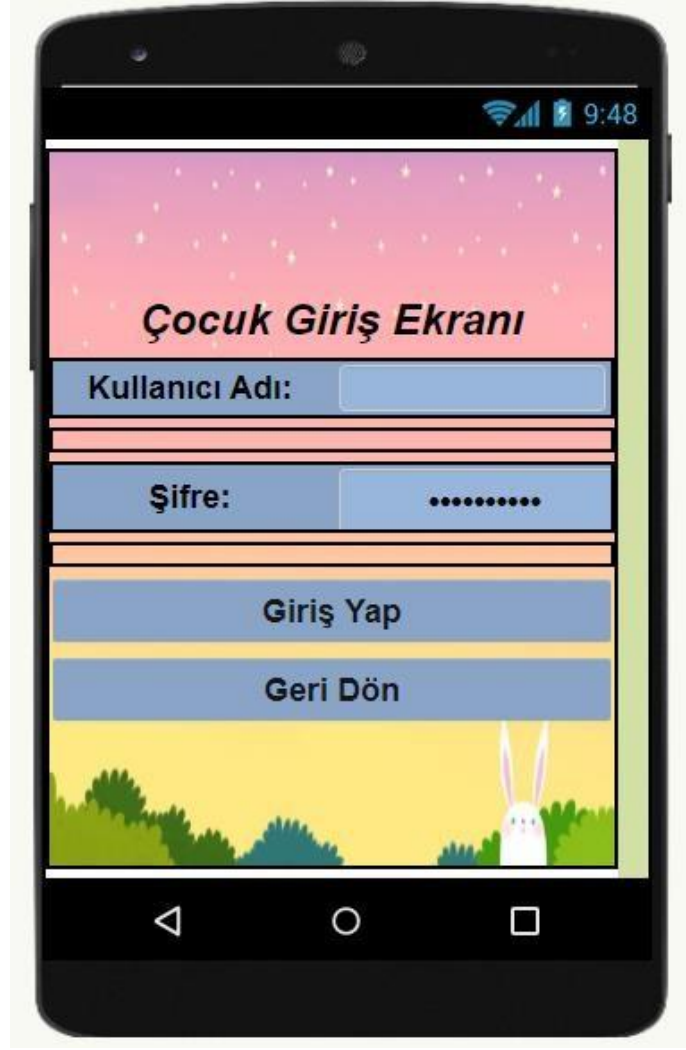 9:48
Çocuk Giriş Ekranı
Kullanıcı Adı:
Şifre: ••••••••••
Giriş Yap
Geri Dön